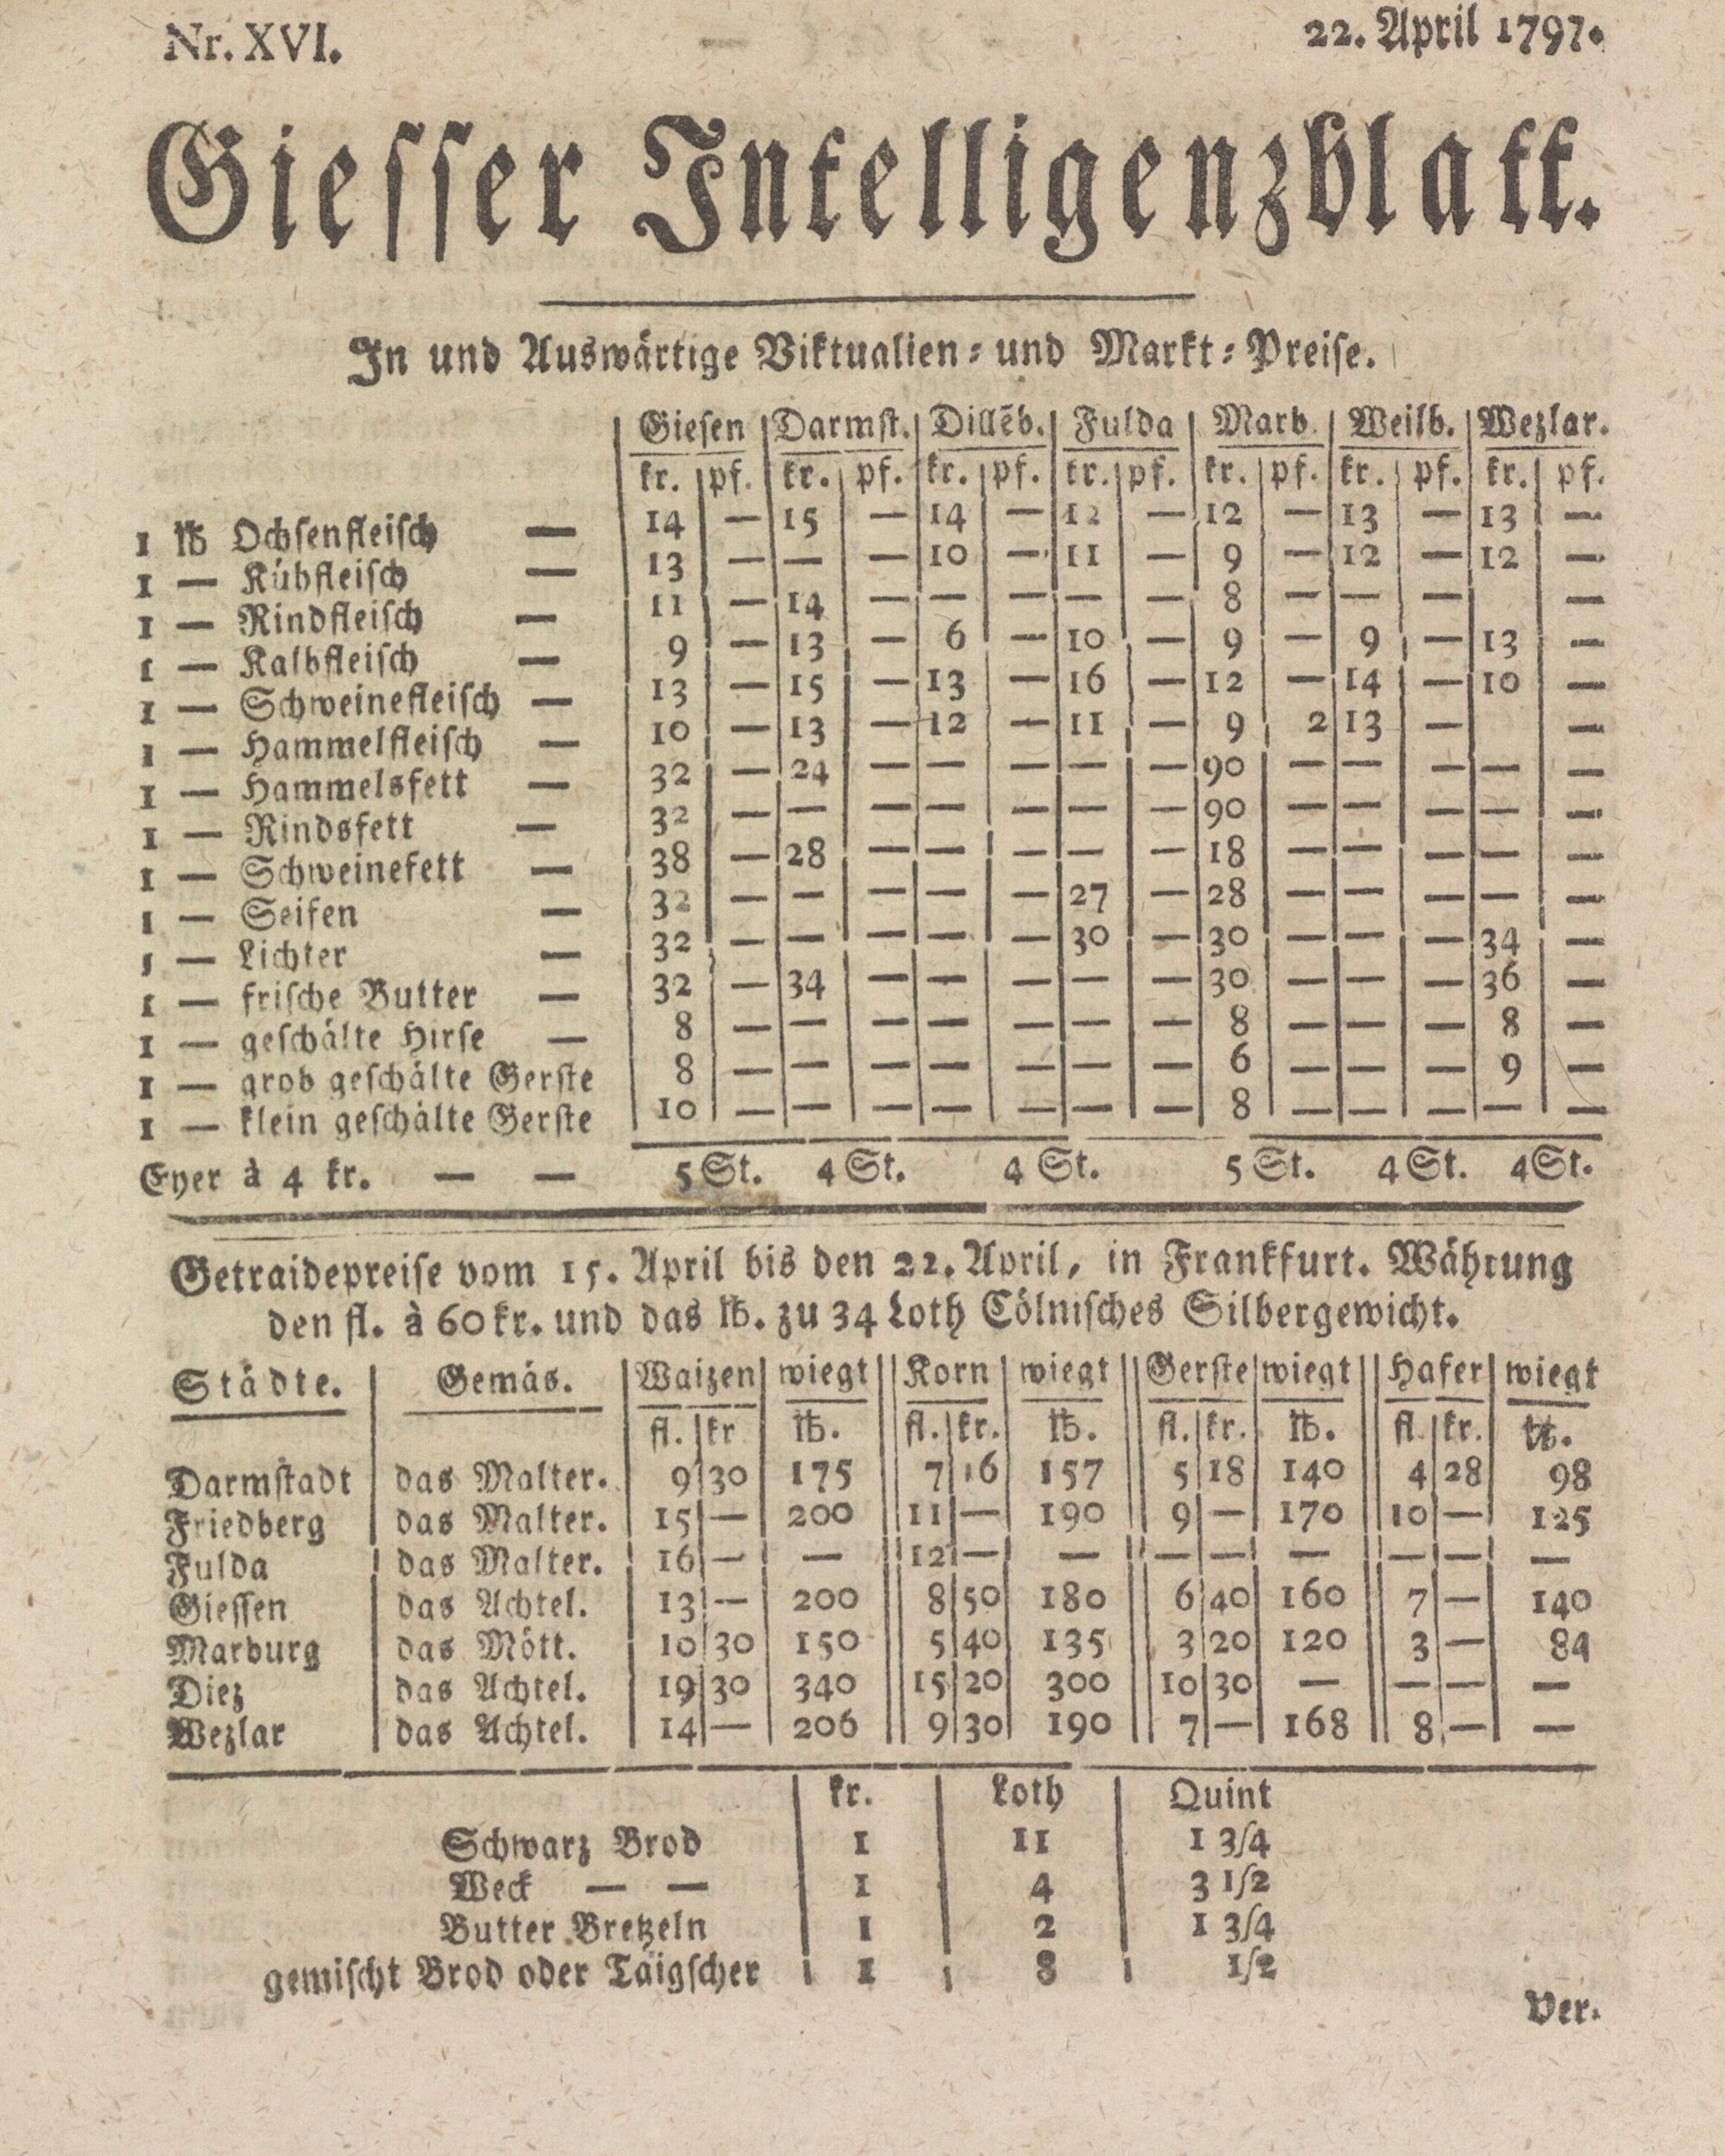 Nr. XVI. 22. April 1797.
Giesser Intelligenzblatt.
In und Auswärtige Viktualien- und Markt-Preise.
Giesen Darmst. Dillēb. Fulda Marb. Weilb. Wezlar.
kr. pf. kr. pf. kr. pf. kr. pf. kr. pf. kr. pf. kr. pf.
1 ℔ Ochsenfleisch — 14 — 15 — 14 — 12 — 12 — 13 — 13 —
1 — Kühfleisch — 13 — — — 10 — 11 — 9 — 12 — 12 —
1 — Rindfleisch — 11 — 14 — — — — — 8 — — — —
1 — Kalbfleisch — 9 — 13 — 6 — 10 — 9 — 9 — 13 —
1 — Schweinefleisch — 13 — 15 — 13 — 16 — 12 — 14 — 10 —
1 — Hammelfleisch — 10 — 13 — 12 — 11 — 9 2 13 — —
1 — Hammelsfett — 32 — 24 — — — — — 90 — — — — —
1 — Rindsfett — 32 — — — — — — — 90 — — — — —
1 — Schweinefett — 38 — 28 — — — — — 18 — — — — —
1 — Seifen — 32 — — — — — 27 — 28 — — — — —
1 — Lichter — 32 — — — — — 30 — 30 — — — 34 —
1 — frische Butter — 32 — 34 — — — — — 30 — — — 36 —
1 — geschälte Hirse — 8 — — — — — — — 8 — — — 8 —
1 — grob geschälte Gerste 8 — — — — — — — 6 — — — 9 —
1 — klein geschälte Gerste 10 — — — — — — — 8 — — — — —
Eyer à 4 kr. — — 5 St. 4 St. 4 St. 5 St. 4 St. 4 St.
Getraidepreise vom 15. April bis den 22. April, in Frankfurt. Währung
den fl. à 60 kr. und das ℔. zu 34 Loth Cölnisches Silbergewicht.
Städte. Gemäs. Waizen wiegt Korn wiegt Gerste wiegt Hafer wiegt
fl. kr ℔. fl. kr. ℔. fl. kr. ℔. fl kr. ℔.
Darmstadt das Malter. 9 30 175 7 16 157 5 18 140 4 28 98
Friedberg das Malter. 15 — 200 11 — 190 9 — 170 10 — 125
Fulda das Malter. 16 — — 12 — — — — — — — —
Giessen das Achtel. 13 — 200 8 50 180 6 40 160 7 — 140
Marburg das Mött. 10 30 150 5 40 135 3 20 120 3 — 84
Diez das Achtel. 19 30 340 15 20 300 10 30 — — — —
Wezlar das Achtel. 14 — 206 9 30 190 7 — 168 8 — —
kr. Loth Quint
Schwarz Brod 1 11 1 3/4
Weck — — 1 4 3 1/2
Butter Bretzeln 1 2 1 3/4
gemischt Brod oder Täigscher 1 8 1/2
Ver-